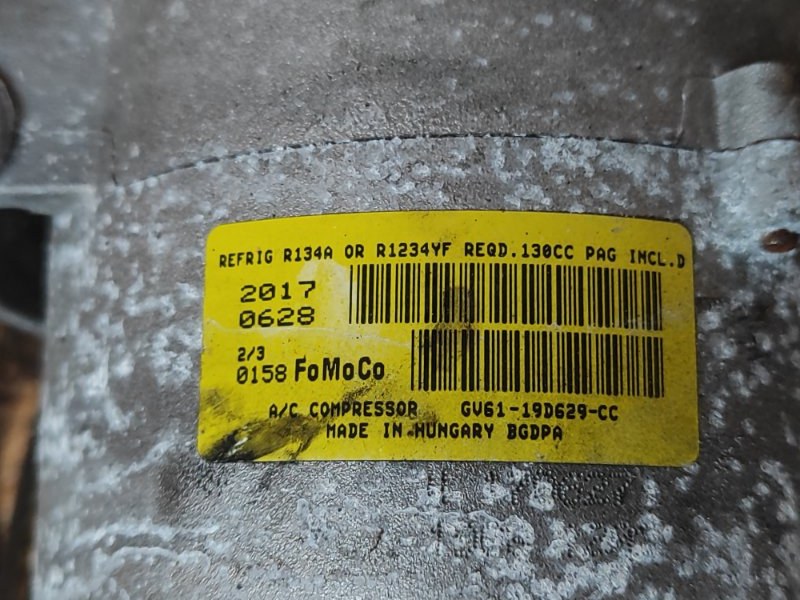 REFRIG R134A OR R1234YF REQD.130CC PAG INCL.D
2017
0628
2/3
0158 FoMoCo
A/C COMPRESSOR GV61-19D629-CC
MADE IN HUNGARY BGDPA